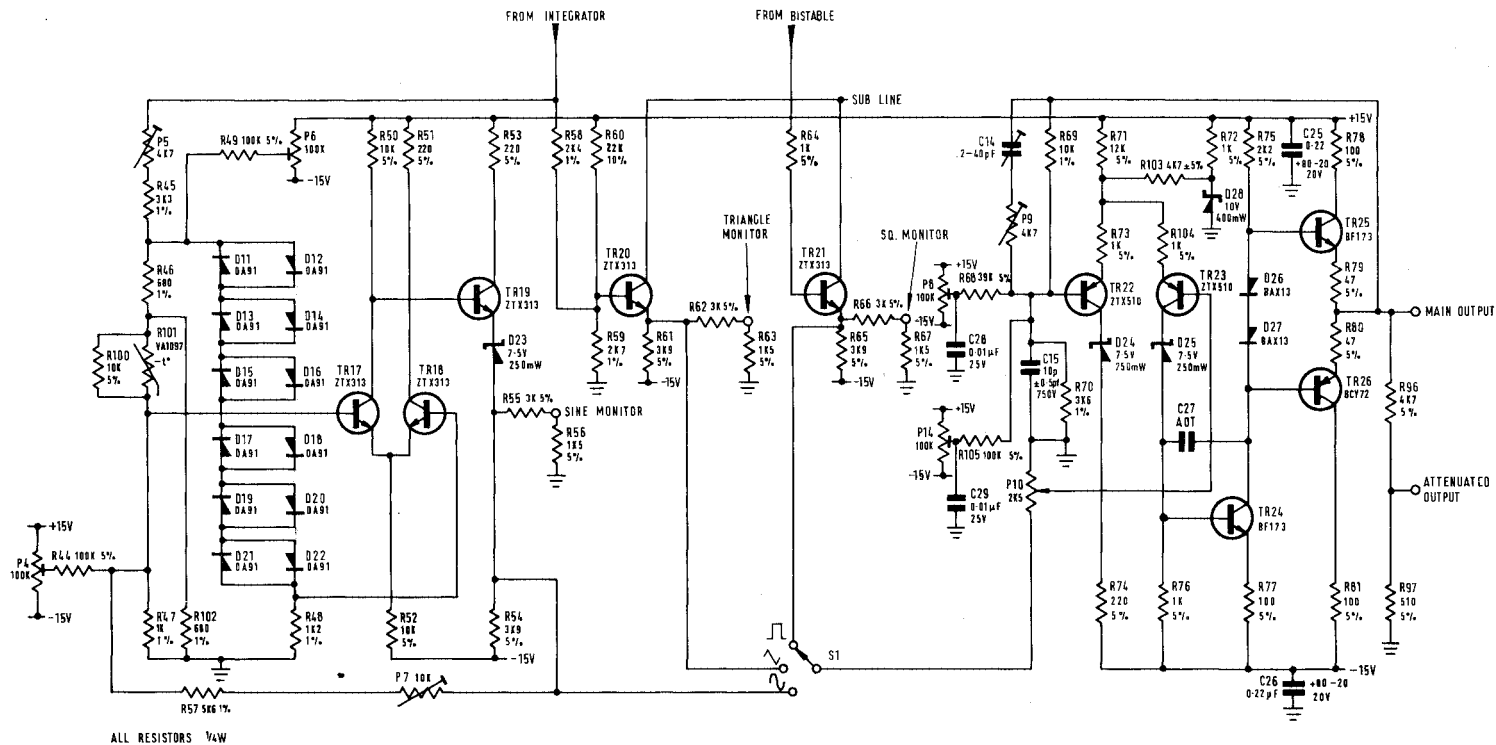 FROM INTEGRATOR
FROM BISTABLE
SUB LINE
+15V
P5
4K7
R49 100K 5%
P6
100K
-15V
R45
3K3
1%
R50
10K
5%
R51
220
5%
R53
220
5%
R58
2K4
1%
R60
22K
10%
R64
1K
5%
C14
2-40pF
R69
10K
1%
R71
12K
5%
R103 4K7 ±5%
R72
1K
5%
R75
2K2
5%
C25
0·22
+80-20
20V
R78
100
5%
D28
10V
400mW
P9
4K7
R46
680
1%
D11
OA91
D12
OA91
D13
OA91
D14
OA91
D15
OA91
D16
OA91
D17
OA91
D18
OA91
D19
OA91
D20
OA91
D21
OA91
D22
OA91
R101
VA1097
-t°
R100
10K
5%
TR17
ZTX313
TR18
ZTX313
TR19
ZTX313
D23
7·5V
250mW
R55 3K 5%
SINE MONITOR
R56
1K5
5%
TR20
ZTX313
R59
2K7
1%
R61
3K9
5%
-15V
R62 3K 5%
TRIANGLE
MONITOR
R63
1K5
5%
TR21
ZTX313
R65
3K9
5%
-15V
R66 3K 5%
SQ. MONITOR
R67
1K5
5%
+15V
P8
100K
-15V
R68 39K 5%
C28
0·01µF
25V
C15
10p
±0·5pf
750V
R70
3K6
1%
+15V
P14
100K
-15V
R105 100K 5%
C29
0·01µF
25V
P10
2K5
R73
1K
5%
R104
1K
5%
TR22
ZTX510
TR23
ZTX510
D24
7·5V
250mW
D25
7·5V
250mW
D26
BAX13
D27
BAX13
C27
AOT
TR24
BF173
TR25
BF173
R79
47
5%
R80
47
5%
TR26
BCY72
MAIN OUTPUT
R96
4K7
5%
ATTENUATED
OUTPUT
R97
510
5%
R74
220
5%
R76
1K
5%
R77
100
5%
R81
100
5%
-15V
C26
0·22µF
+80-20
20V
+15V
P4
100K
-15V
R44 100K 5%
R47
1K
1%
R102
680
1%
R48
1K2
1%
R52
10K
5%
R54
3K9
5%
-15V
S1
R57 5K6 1%
P7 10K
ALL RESISTORS ¼W